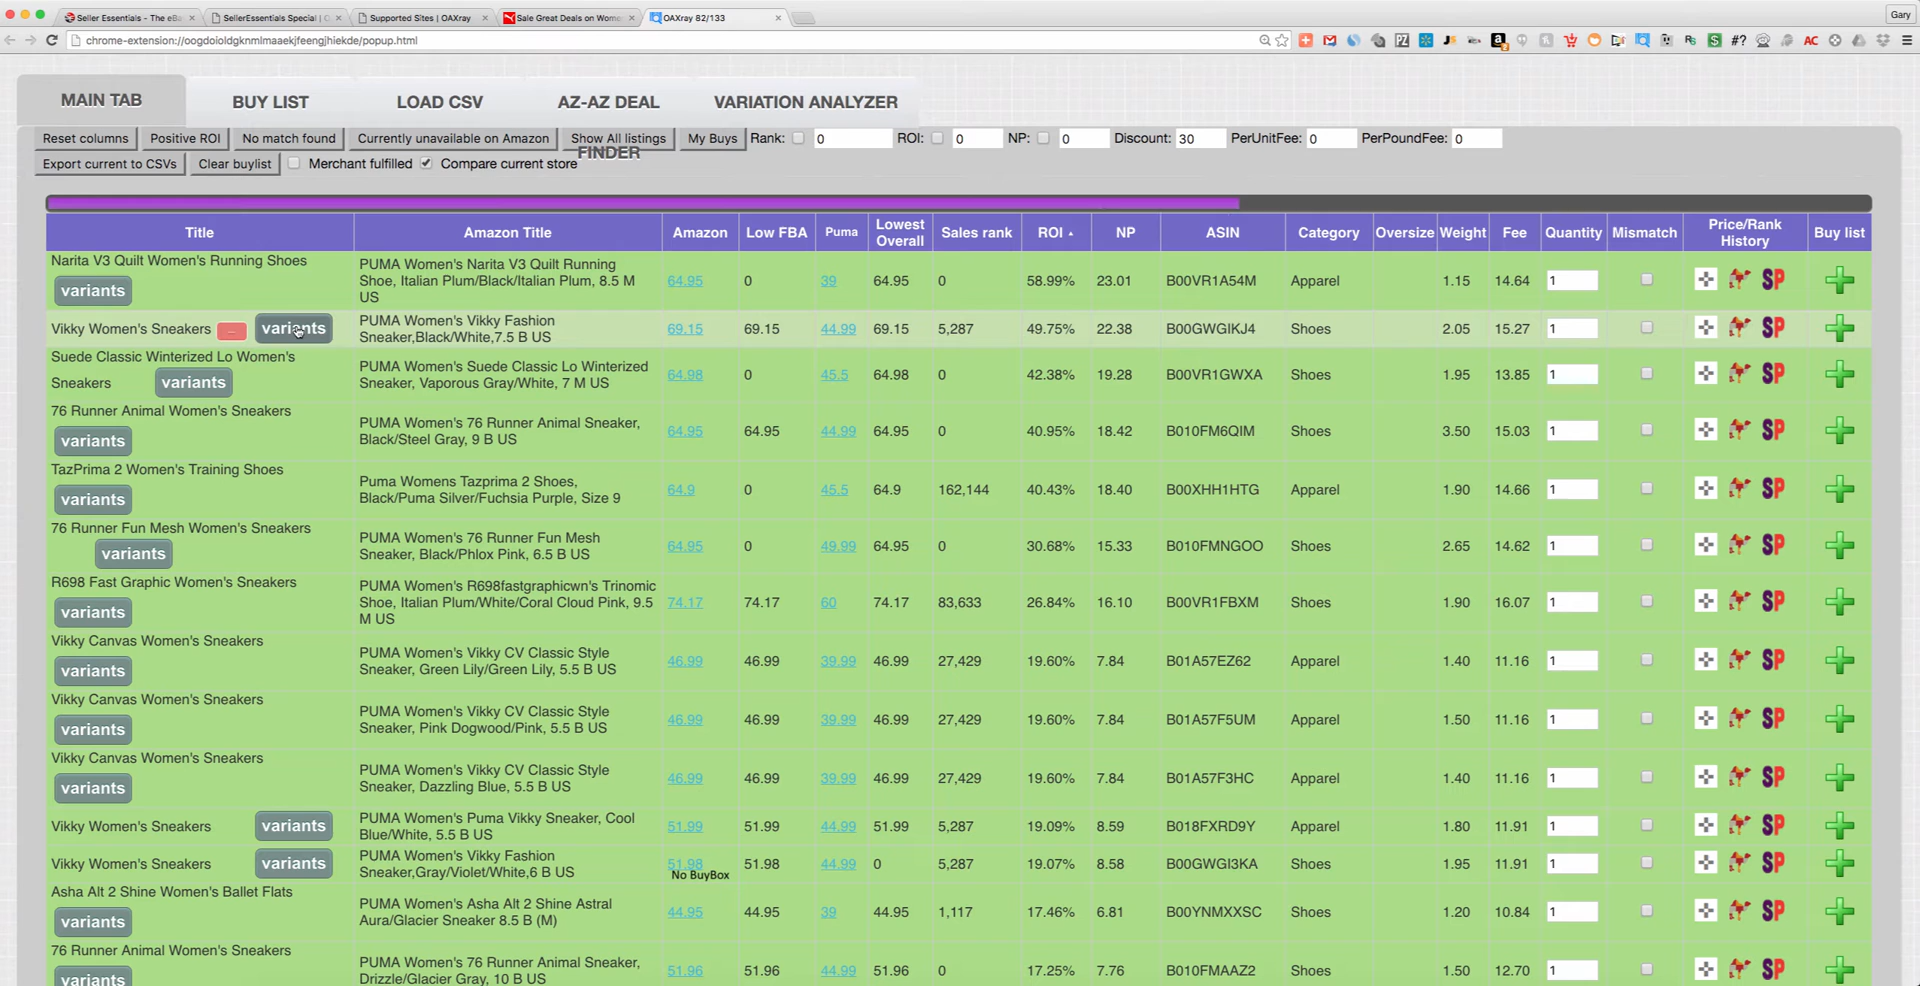 Seller Essentials - The eBa
SellerEssentials Special | O
Supported Sites | OAXray
Sale Great Deals on Wome
OAXray 82/133
Gary
chrome-extension://oogdoioldgknmlmaaekjfeengjhiekde/popup.html
MAIN TAB
BUY LIST
LOAD CSV
AZ-AZ DEAL
FINDER
VARIATION ANALYZER
Reset columns
Positive ROI
No match found
Currently unavailable on Amazon
Show All listings
My Buys
Rank: 0
ROI: 0
NP: 0
Discount: 30
PerUnitFee: 0
PerPoundFee: 0
Export current to CSVs
Clear buylist
Merchant fulfilled
Compare current store
Title
Amazon Title
Amazon
Low FBA
Puma
Lowest
Overall
Sales rank
ROI
NP
ASIN
Category
Oversize
Weight
Fee
Quantity
Mismatch
Price/Rank
History
Buy list
Narita V3 Quilt Women's Running Shoes
variants
PUMA Women's Narita V3 Quilt Running
Shoe, Italian Plum/Black/Italian Plum, 8.5 M
US
64.95 0 39 64.95 0 58.99% 23.01 B00VR1A54M Apparel 1.15 14.64 1 SP
Vikky Women's Sneakers
variants
PUMA Women's Vikky Fashion
Sneaker,Black/White,7.5 B US
69.15 69.15 44.99 69.15 5,287 49.75% 22.38 B00GWGIKJ4 Shoes 2.05 15.27 1 SP
Suede Classic Winterized Lo Women's
Sneakers
variants
PUMA Women's Suede Classic Lo Winterized
Sneaker, Vaporous Gray/White, 7 M US
64.98 0 45.5 64.98 0 42.38% 19.28 B00VR1GWXA Shoes 1.95 13.85 1 SP
76 Runner Animal Women's Sneakers
variants
PUMA Women's 76 Runner Animal Sneaker,
Black/Steel Gray, 9 B US
64.95 64.95 44.99 64.95 0 40.95% 18.42 B010FM6QIM Shoes 3.50 15.03 1 SP
TazPrima 2 Women's Training Shoes
variants
Puma Womens Tazprima 2 Shoes,
Black/Puma Silver/Fuchsia Purple, Size 9
64.9 0 45.5 64.9 162,144 40.43% 18.40 B00XHH1HTG Apparel 1.90 14.66 1 SP
76 Runner Fun Mesh Women's Sneakers
variants
PUMA Women's 76 Runner Fun Mesh
Sneaker, Black/Phlox Pink, 6.5 B US
64.95 0 49.99 64.95 0 30.68% 15.33 B010FMNGOO Shoes 2.65 14.62 1 SP
R698 Fast Graphic Women's Sneakers
variants
PUMA Women's R698fastgraphicwn's Trinomic
Shoe, Italian Plum/White/Coral Cloud Pink, 9.5
M US
74.17 74.17 60 74.17 83,633 26.84% 16.10 B00VR1FBXM Shoes 1.90 16.07 1 SP
Vikky Canvas Women's Sneakers
variants
PUMA Women's Vikky CV Classic Style
Sneaker, Green Lily/Green Lily, 5.5 B US
46.99 46.99 39.99 46.99 27,429 19.60% 7.84 B01A57EZ62 Apparel 1.40 11.16 1 SP
Vikky Canvas Women's Sneakers
variants
PUMA Women's Vikky CV Classic Style
Sneaker, Pink Dogwood/Pink, 5.5 B US
46.99 46.99 39.99 46.99 27,429 19.60% 7.84 B01A57F5UM Apparel 1.50 11.16 1 SP
Vikky Canvas Women's Sneakers
variants
PUMA Women's Vikky CV Classic Style
Sneaker, Dazzling Blue, 5.5 B US
46.99 46.99 39.99 46.99 27,429 19.60% 7.84 B01A57F3HC Apparel 1.40 11.16 1 SP
Vikky Women's Sneakers
variants
PUMA Women's Puma Vikky Sneaker, Cool
Blue/White, 5.5 B US
51.99 51.99 44.99 51.99 5,287 19.09% 8.59 B018FXRD9Y Apparel 1.80 11.91 1 SP
Vikky Women's Sneakers
variants
PUMA Women's Vikky Fashion
Sneaker,Gray/Violet/White,6 B US
51.98 51.98 44.99 0 5,287 19.07% 8.58 B00GWGI3KA Shoes 1.95 11.91 1 SP
No BuyBox
Asha Alt 2 Shine Women's Ballet Flats
variants
PUMA Women's Asha Alt 2 Shine Astral
Aura/Glacier Sneaker 8.5 B (M)
44.95 44.95 39 44.95 1,117 17.46% 6.81 B00YNMXXSC Shoes 1.20 10.84 1 SP
76 Runner Animal Women's Sneakers
variants
PUMA Women's 76 Runner Animal Sneaker,
Drizzle/Glacier Gray, 10 B US
51.96 51.96 44.99 51.96 0 17.25% 7.76 B010FMAAZ2 Shoes 1.50 12.70 1 SP